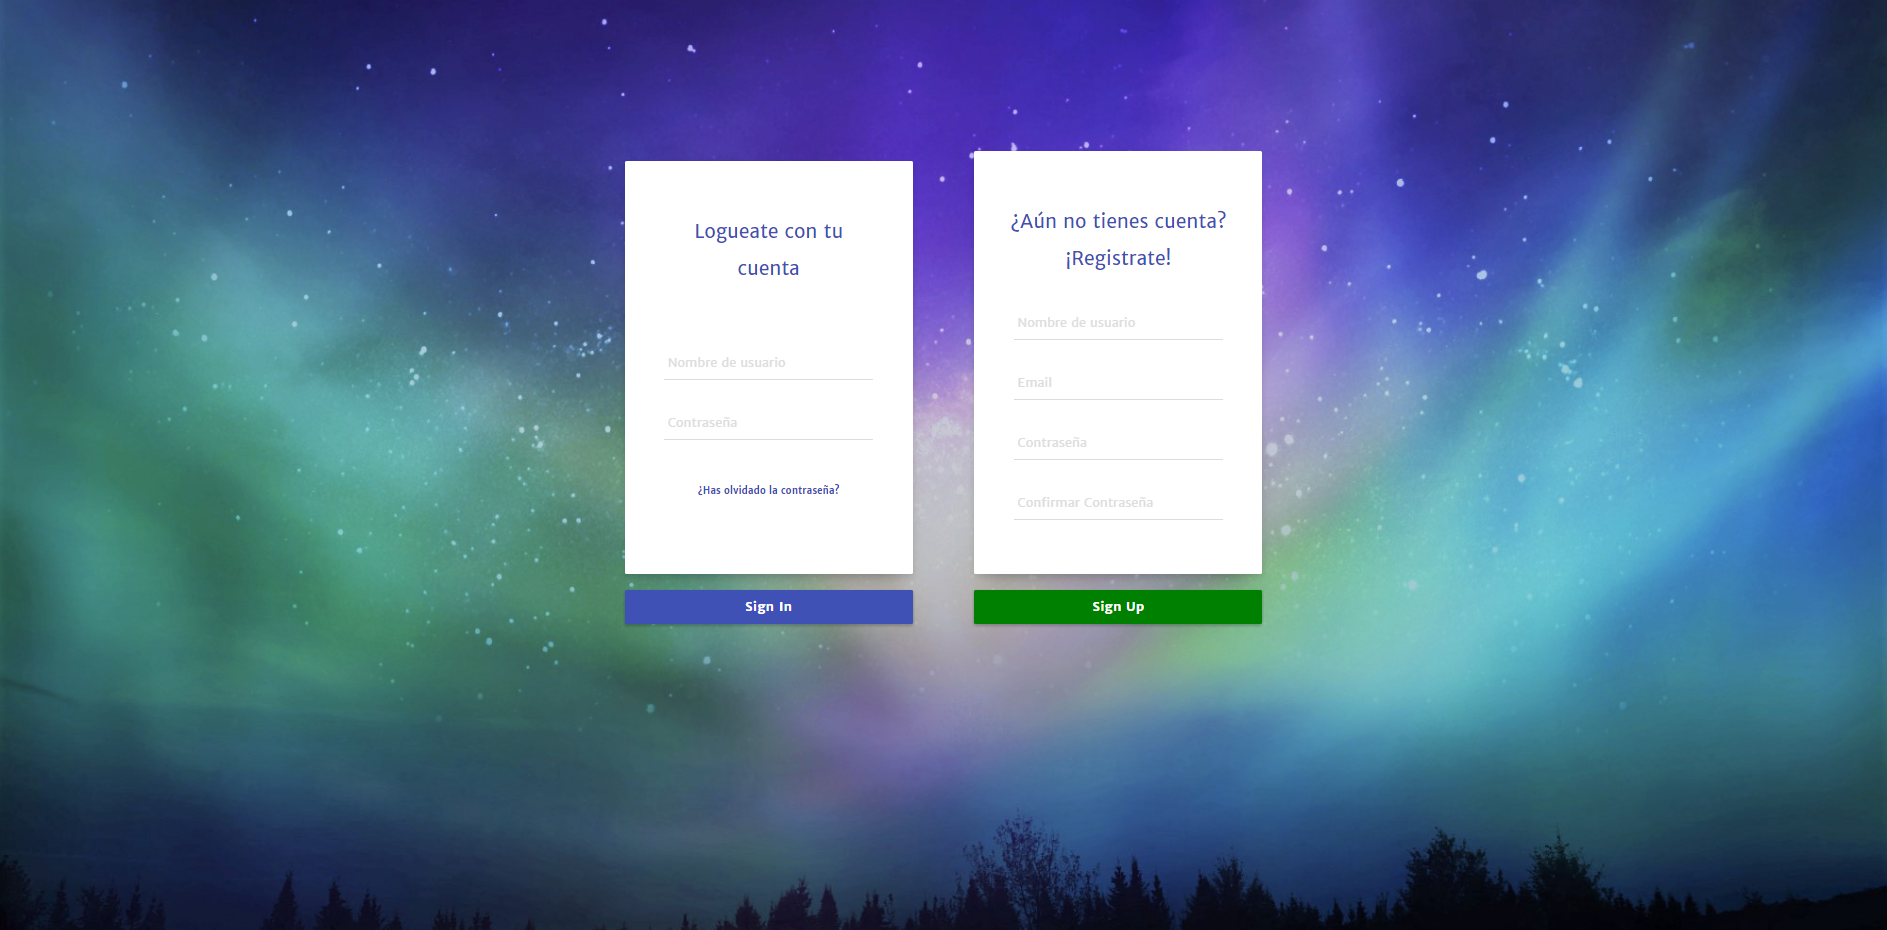 Logueate con tu
cuenta
Nombre de usuario
Contraseña
¿Has olvidado la contraseña?
Sign In
¿Aún no tienes cuenta?
¡Registrate!
Nombre de usuario
Email
Contraseña
Confirmar Contraseña
Sign Up